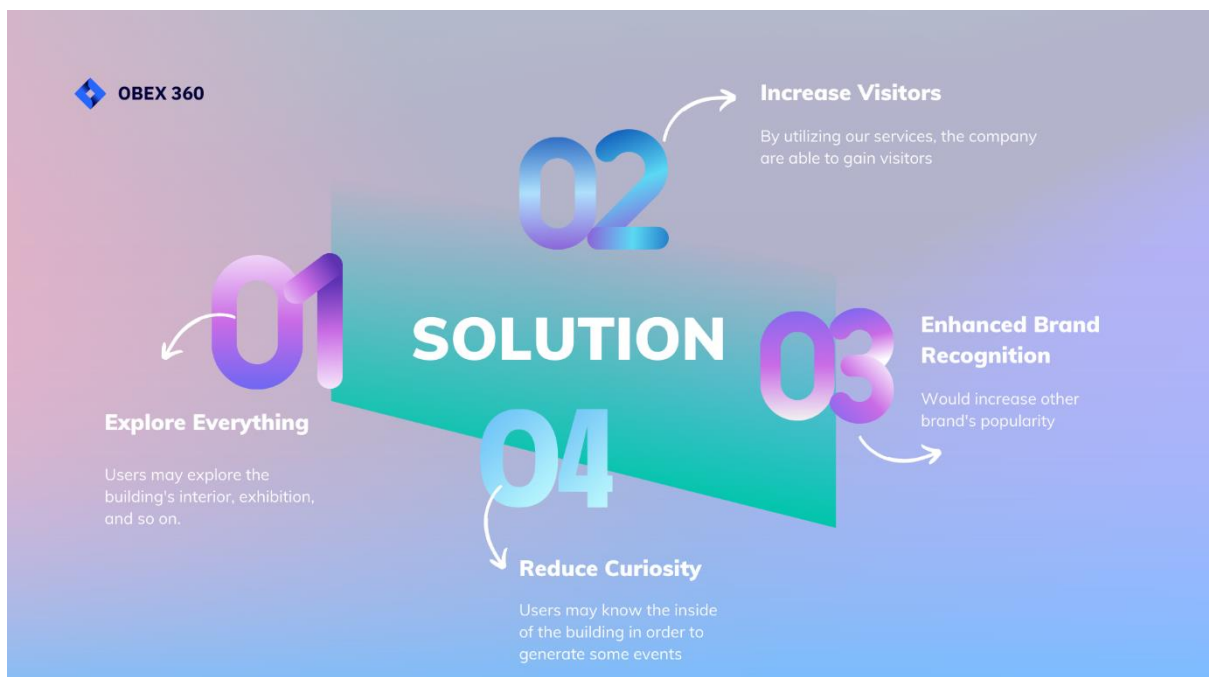 OBEX 360
01
Explore Everything
Users may explore the
building's interior, exhibition,
and so on.
02
Increase Visitors
By utilizing our services, the company
are able to gain visitors
SOLUTION
03
Enhanced Brand
Recognition
Would increase other
brand's popularity
04
Reduce Curiosity
Users may know the inside
of the building in order to
generate some events